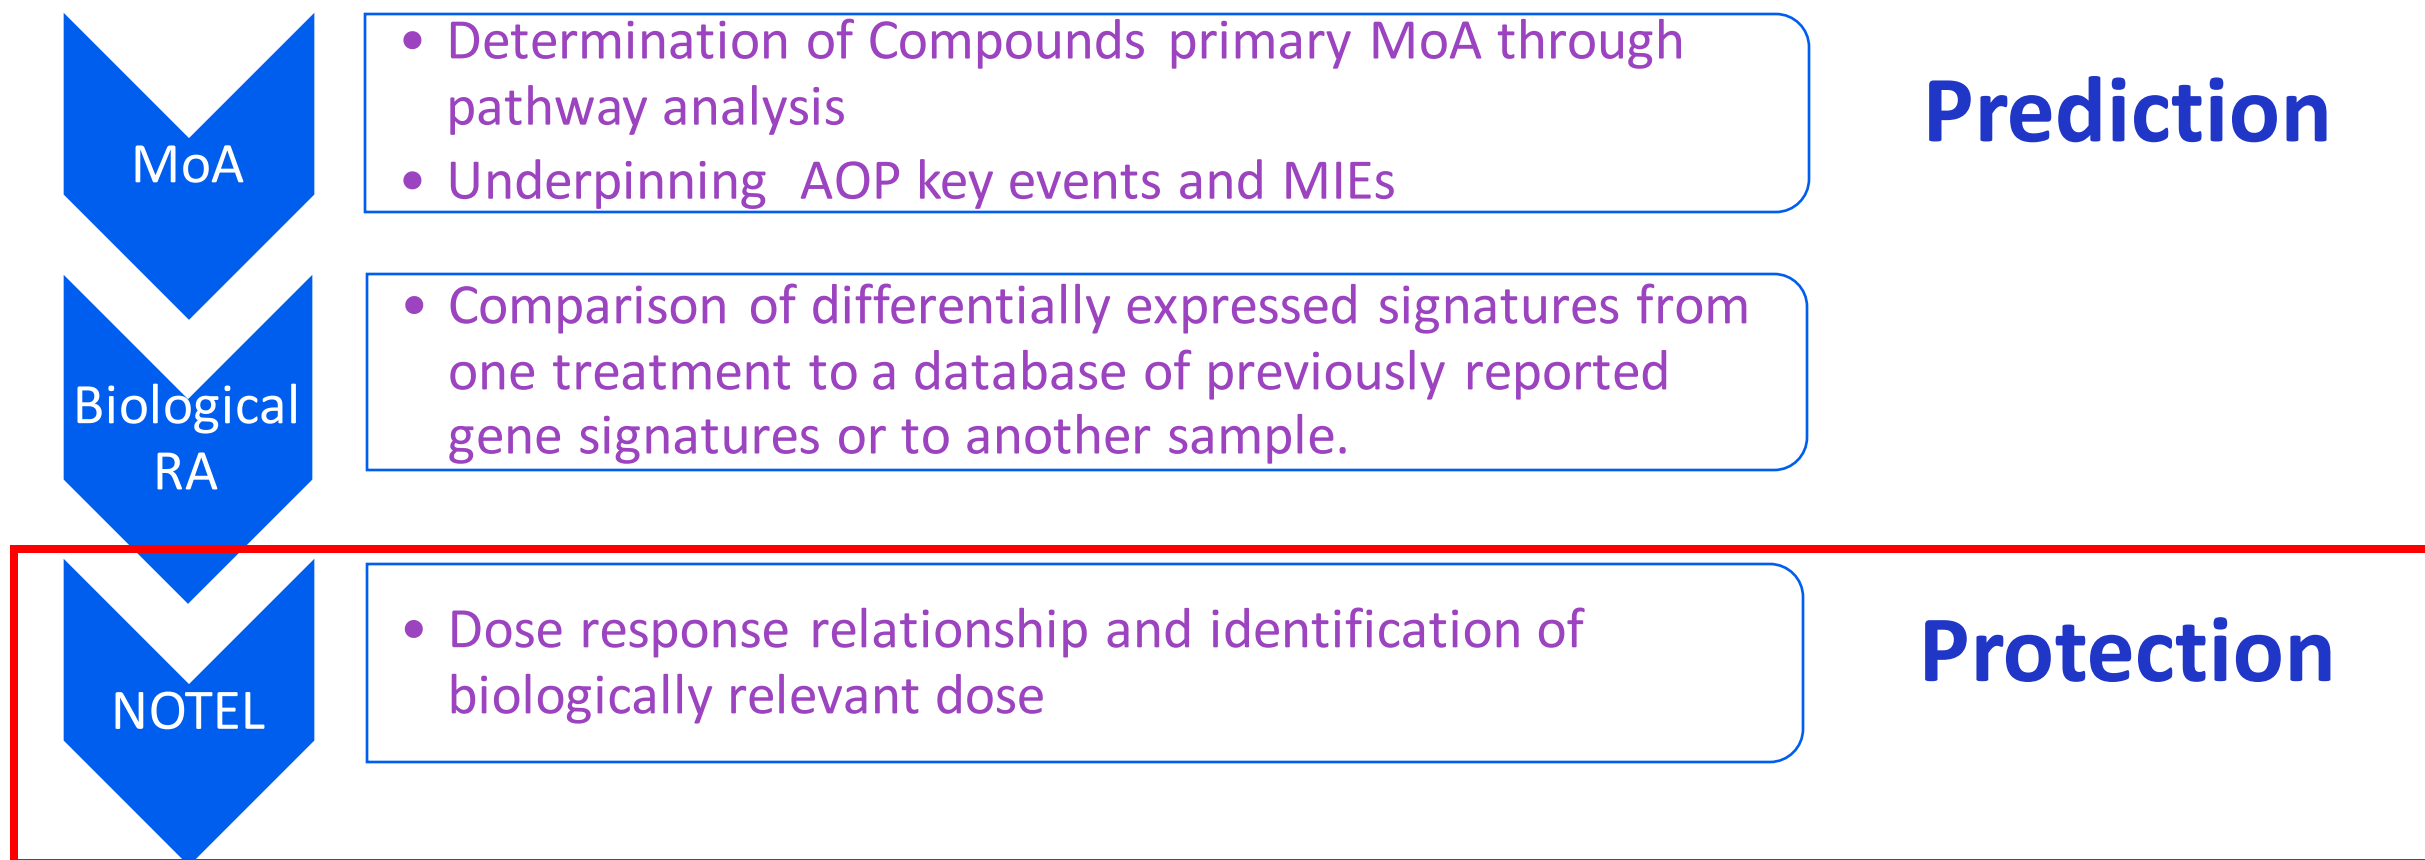 MoA
• Determination of Compounds primary MoA through
pathway analysis
• Underpinning AOP key events and MIEs
Prediction
Biological
RA
• Comparison of differentially expressed signatures from
one treatment to a database of previously reported
gene signatures or to another sample.
NOTEL
• Dose response relationship and identification of
biologically relevant dose
Protection